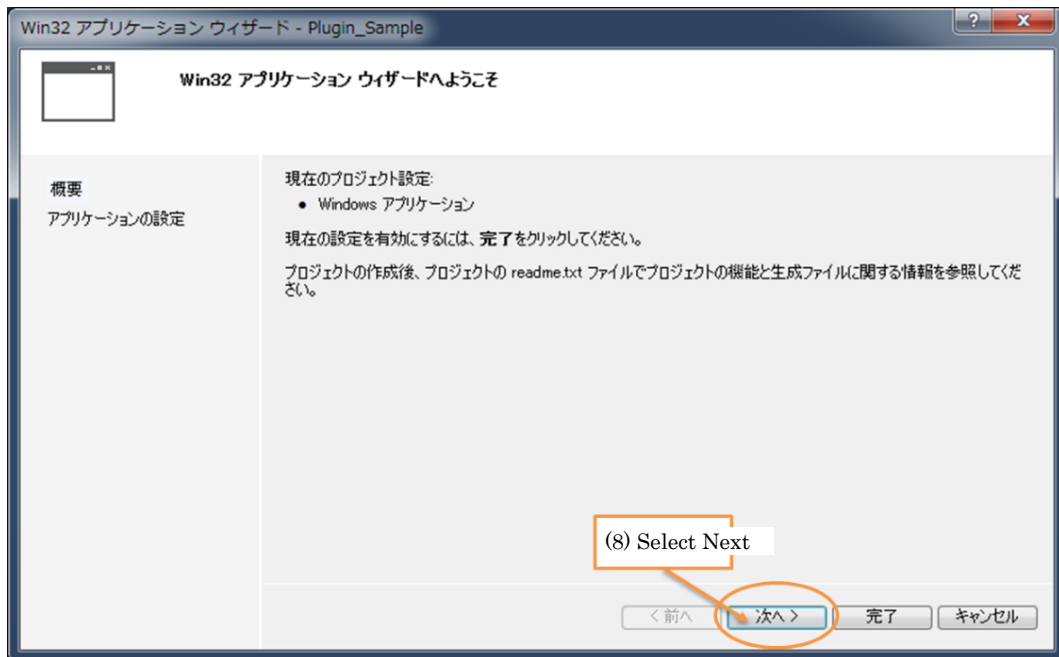 Win32 アプリケーション ウィザード - Plugin_Sample
Win32 アプリケーション ウィザードへようこそ
概要
アプリケーションの設定
現在のプロジェクト設定:
• Windows アプリケーション
現在の設定を有効にするには、完了をクリックしてください。
プロジェクトの作成後、プロジェクトの readme.txt ファイルでプロジェクトの機能と生成ファイルに関する情報を参照してくだ
さい。
(8) Select Next
< 前へ
次へ >
完了
キャンセル